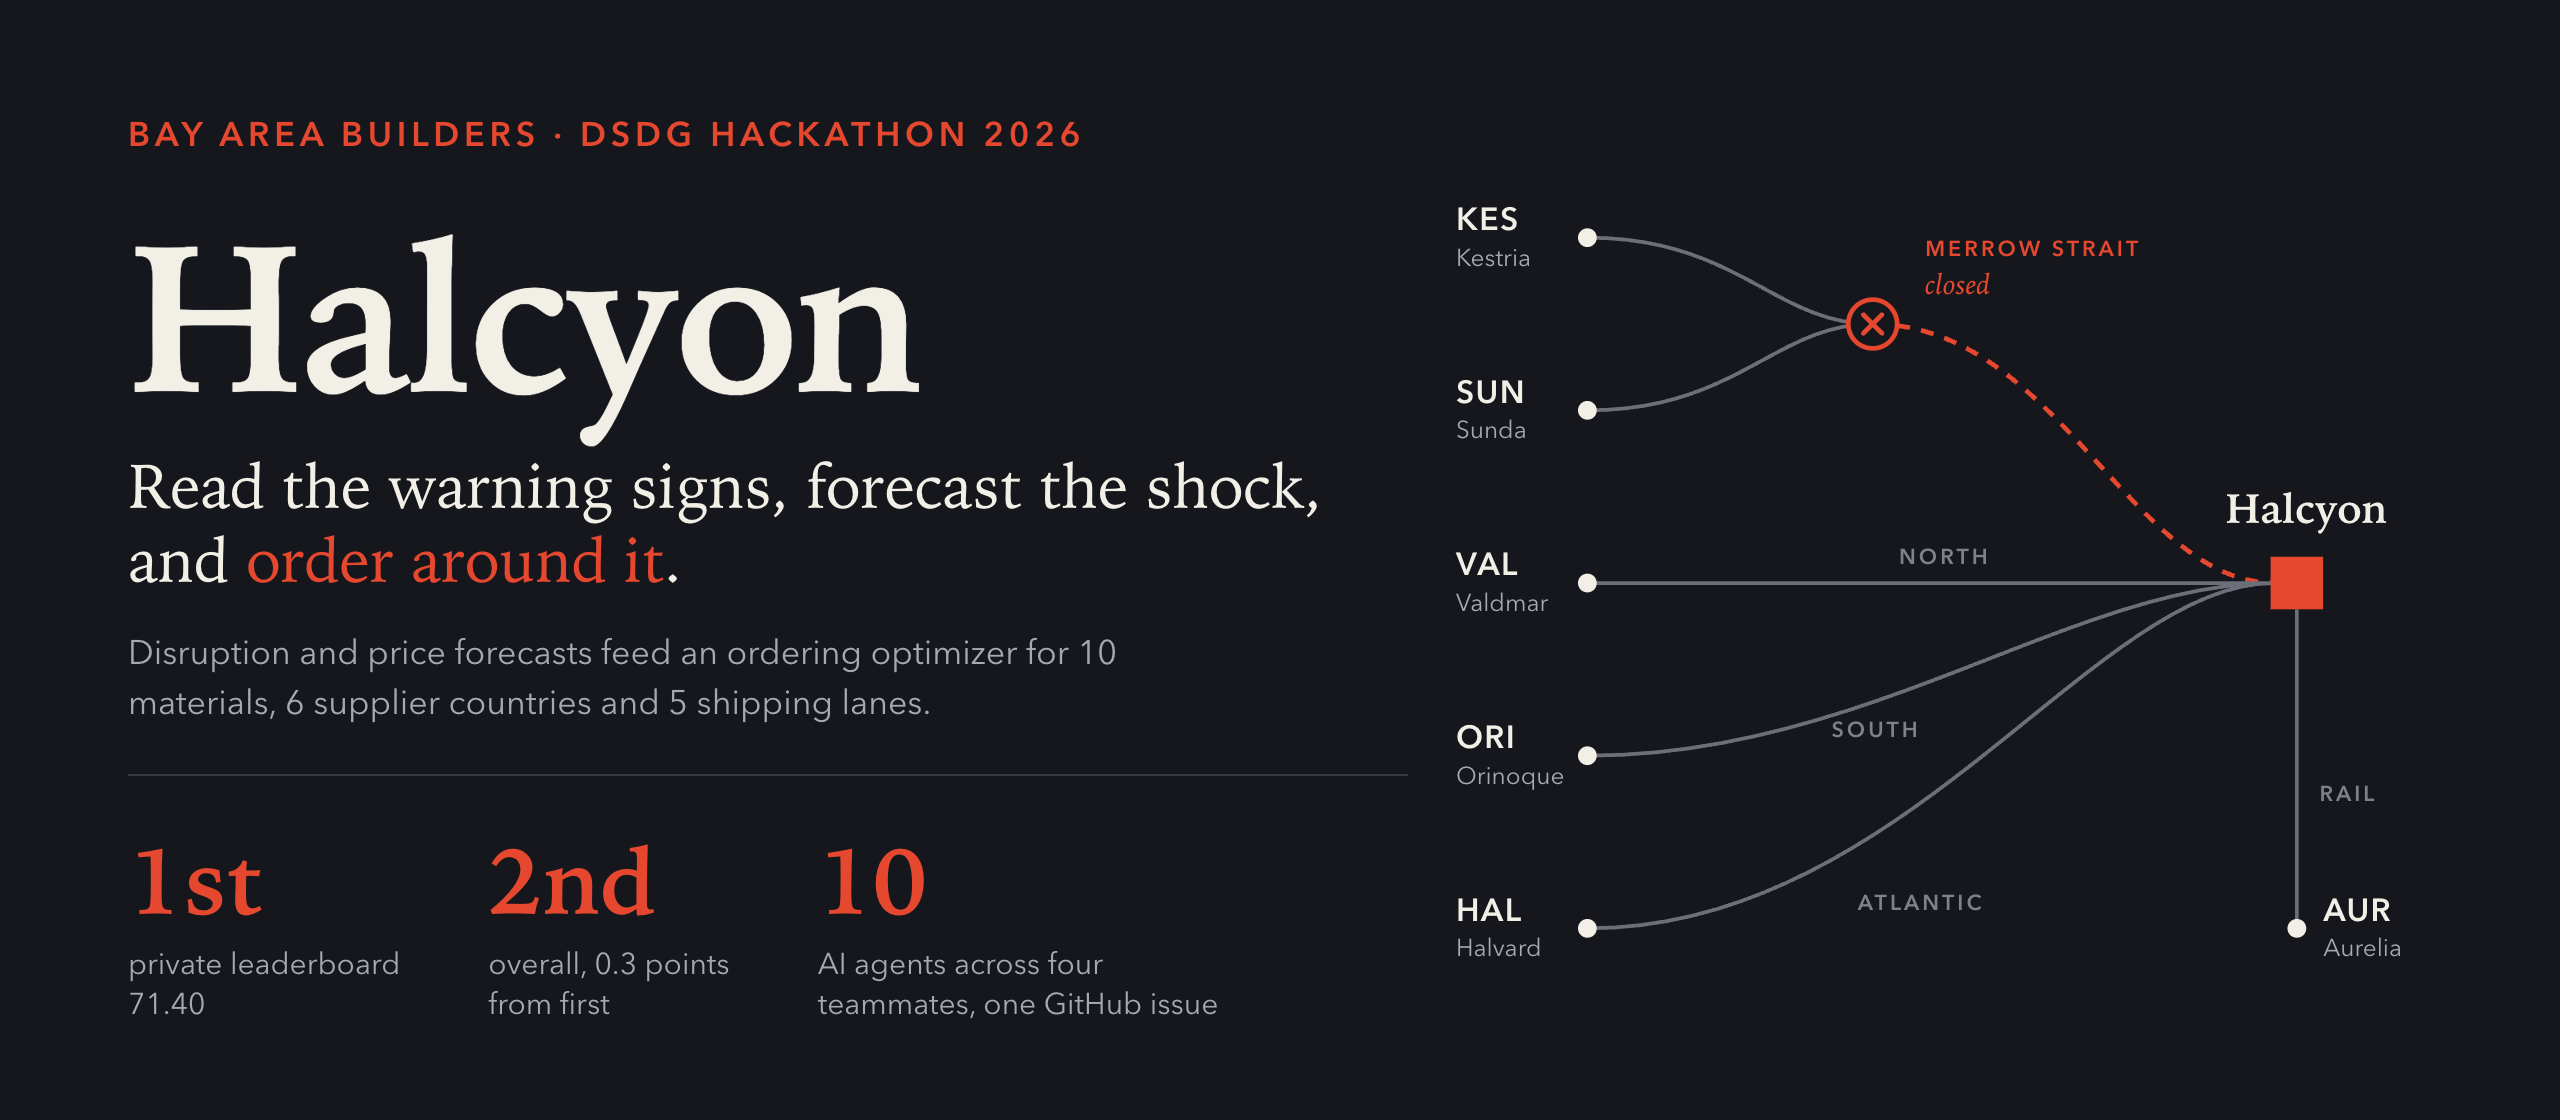 BAY AREA BUILDERS · DSDG HACKATHON 2026
Halcyon
Read the warning signs, forecast the shock,
and order around it.
Disruption and price forecasts feed an ordering optimizer for 10
materials, 6 supplier countries and 5 shipping lanes.
1st
private leaderboard
71.40
2nd
overall, 0.3 points
from first
10
AI agents across four
teammates, one GitHub issue
KES
Kestria
MERROW STRAIT
closed
SUN
Sunda
Halcyon
VAL
Valdmar
NORTH
ORI
Orinoque
SOUTH
RAIL
HAL
Halvard
ATLANTIC
AUR
Aurelia